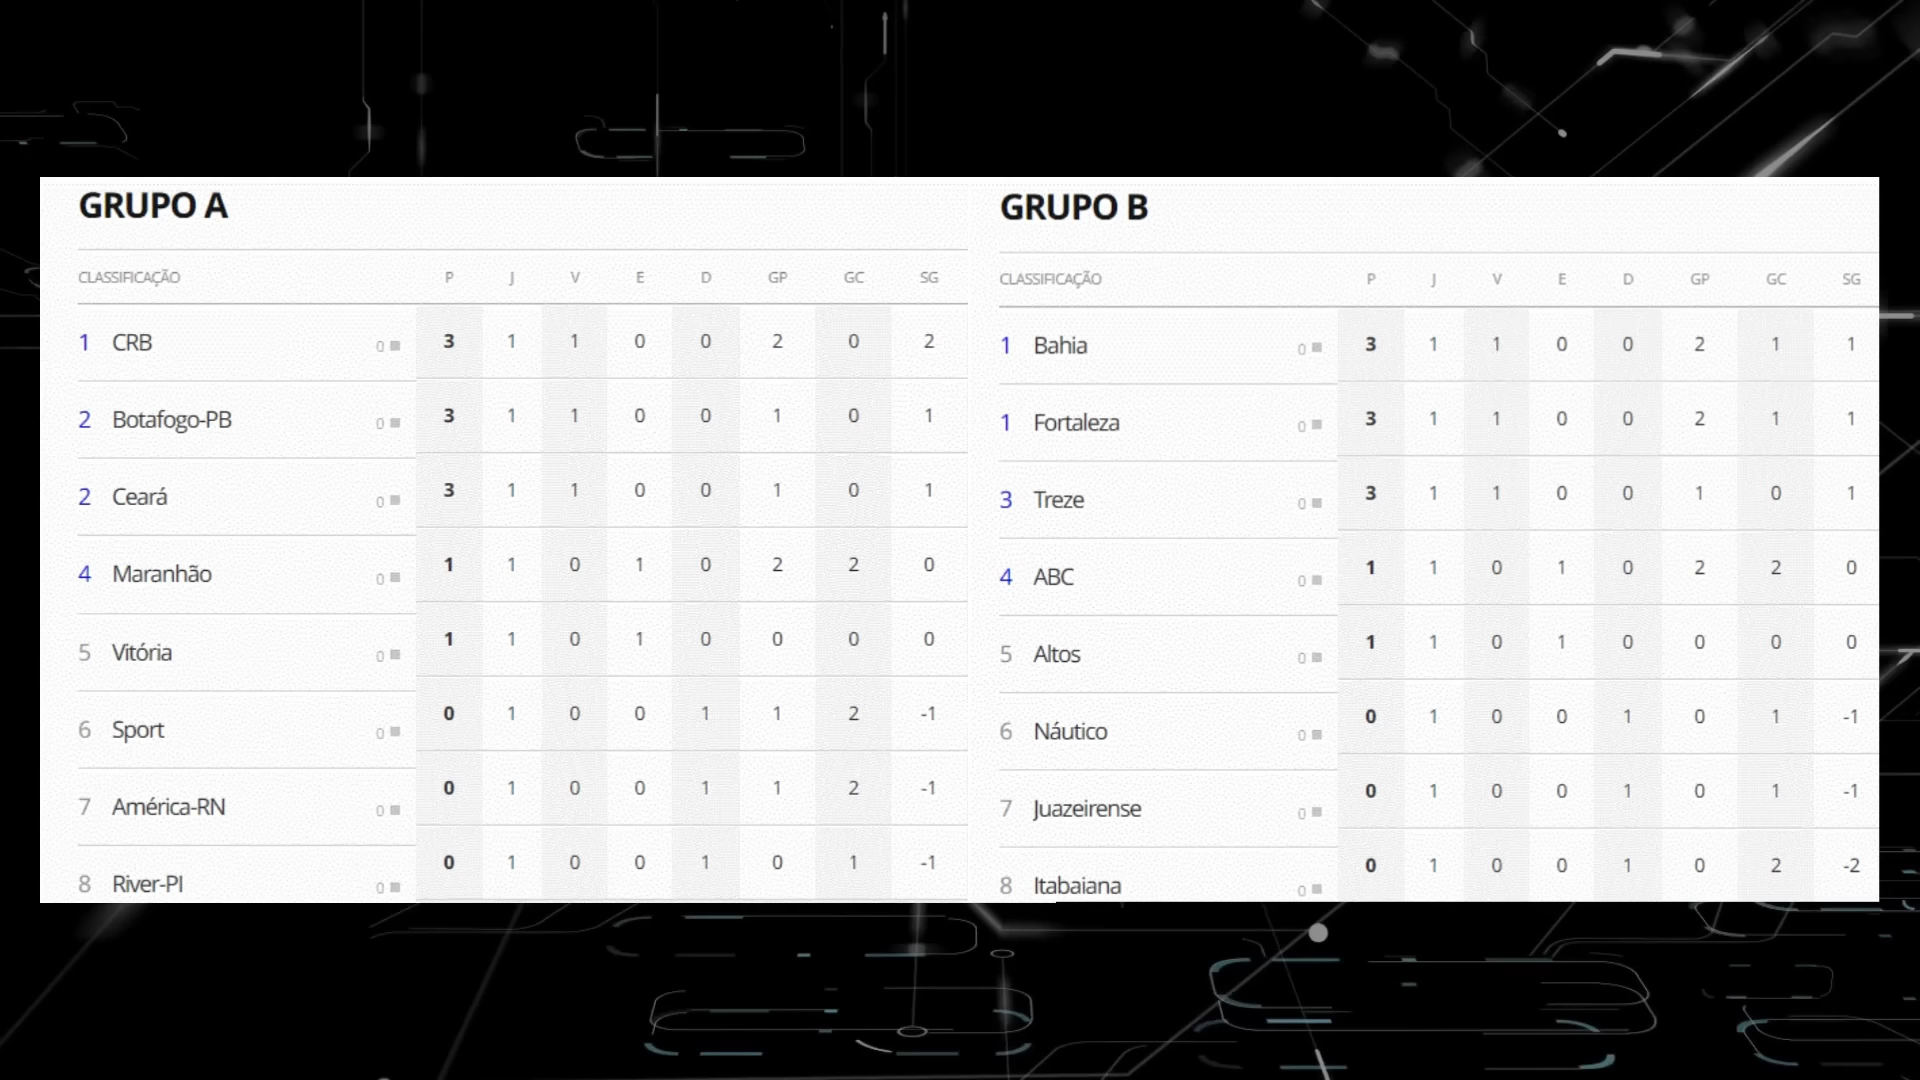 GRUPO A
CLASSIFICAÇÃO P J V E D GP GC SG
1 CRB 0 3 1 1 0 0 2 0 2
2 Botafogo-PB 0 3 1 1 0 0 1 0 1
2 Ceará 0 3 1 1 0 0 1 0 1
4 Maranhão 0 1 1 0 1 0 2 2 0
5 Vitória 0 1 1 0 1 0 0 0 0
6 Sport 0 0 1 0 0 1 1 2 -1
7 América-RN 0 0 1 0 0 1 1 2 -1
8 River-PI 0 0 1 0 0 1 0 1 -1
GRUPO B
CLASSIFICAÇÃO P J V E D GP GC SG
1 Bahia 0 3 1 1 0 0 2 1 1
1 Fortaleza 0 3 1 1 0 0 2 1 1
3 Treze 0 3 1 1 0 0 1 0 1
4 ABC 0 1 1 0 1 0 2 2 0
5 Altos 0 1 1 0 1 0 0 0 0
6 Náutico 0 0 1 0 0 1 0 1 -1
7 Juazeirense 0 0 1 0 0 1 0 1 -1
8 Itabaiana 0 0 1 0 0 1 0 2 -2